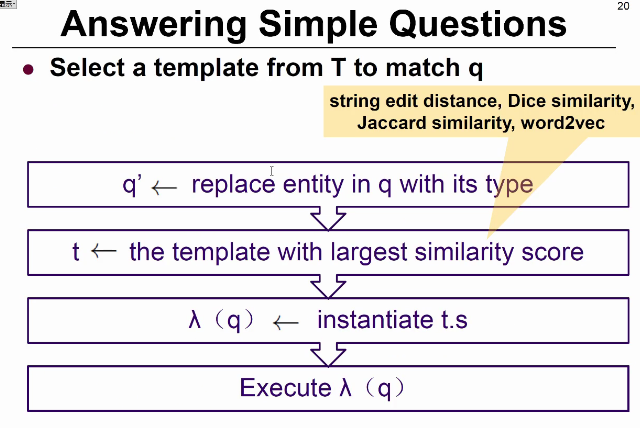 20
Answering Simple Questions
● Select a template from T to match q
string edit distance, Dice similarity,
Jaccard similarity, word2vec
q’ ← replace entity in q with its type
t ← the template with largest similarity score
λ（q） ← instantiate t.s
Execute λ（q）